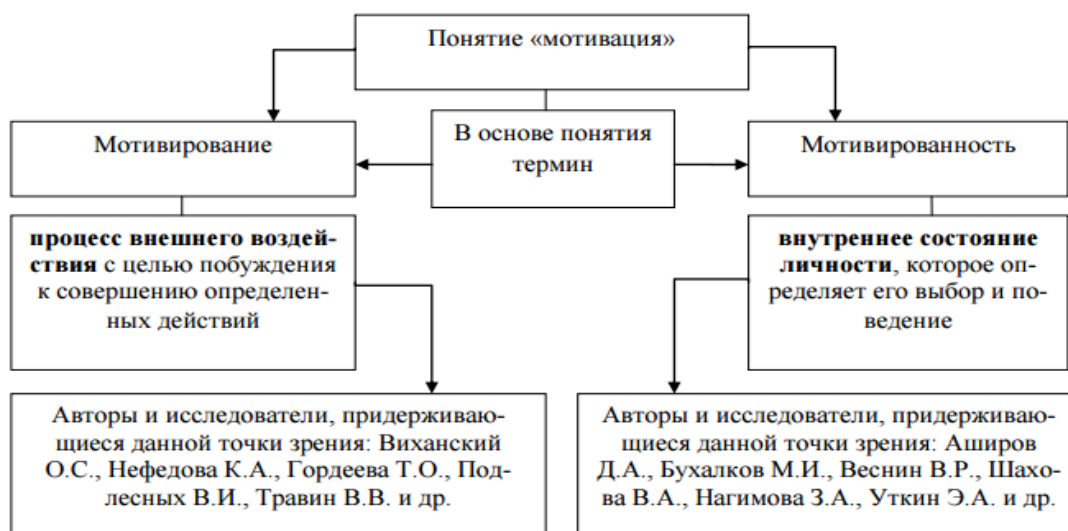 Понятие «мотивация»
Мотивирование
В основе понятия
термин
Мотивированность
процесс внешнего воздей-
ствия с целью побуждения
к совершению определен-
ных действий
внутреннее состояние
личности, которое оп-
ределяет его выбор и по-
ведение
Авторы и исследователи, придерживаю-
щиеся данной точки зрения: Виханский
О.С., Нефедова К.А., Гордеева Т.О., Под-
лесных В.И., Травин В.В. и др.
Авторы и исследователи, придерживаю-
щиеся данной точки зрения: Аширов
Д.А., Бухалков М.И., Веснин В.Р., Шахо-
ва В.А., Нагимова З.А., Уткин Э.А. и др.